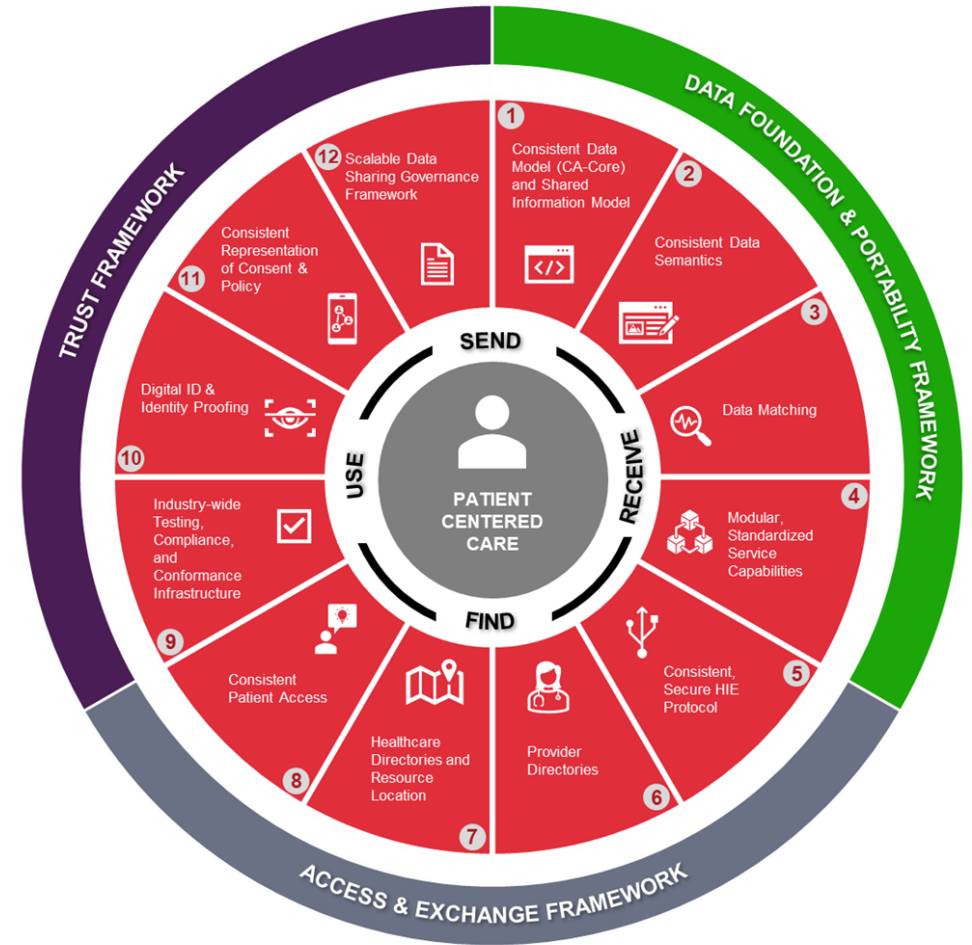 TRUST FRAMEWORK
DATA FOUNDATION & PORTABILITY FRAMEWORK
ACCESS & EXCHANGE FRAMEWORK
1
Consistent Data
Model (CA-Core)
and Shared
Information Model
2
Consistent Data
Semantics
3
Data Matching
4
Modular,
Standardized
Service
Capabilities
5
Consistent,
Secure HIE
Protocol
6
Provider
Directories
7
Healthcare
Directories and
Resource
Location
8
Consistent
Patient Access
9
Industry-wide
Testing,
Compliance,
and
Conformance
Infrastructure
10
Digital ID &
Identity Proofing
11
Consistent
Representation
of Consent &
Policy
12
Scalable Data
Sharing Governance
Framework
SEND
RECEIVE
FIND
USE
PATIENT
CENTERED
CARE